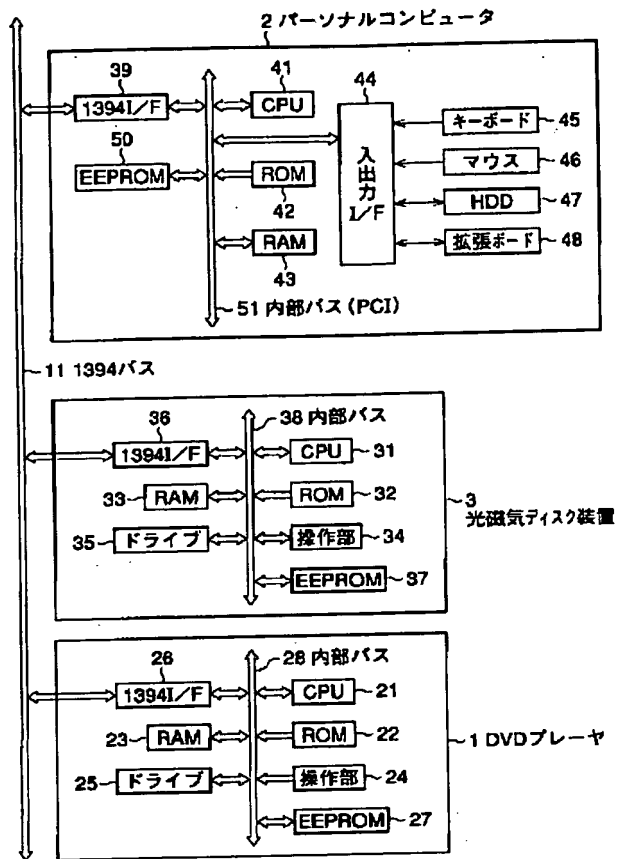 2 パーソナルコンピュータ
39
41
44
1394I/F
CPU
キーボード
45
50
マウス
46
EEPROM
ROM
42
入出力I/F
HDD
47
RAM
43
拡張ボード
48
51 内部バス(PCI)
11 1394バス
36
38 内部バス
1394I/F
CPU
31
33
RAM
ROM
32
3
光磁気ディスク装置
35
ドライブ
操作部
34
EEPROM
37
26
28 内部バス
1394I/F
CPU
21
23
RAM
ROM
22
1 DVDプレーヤ
25
ドライブ
操作部
24
EEPROM
27